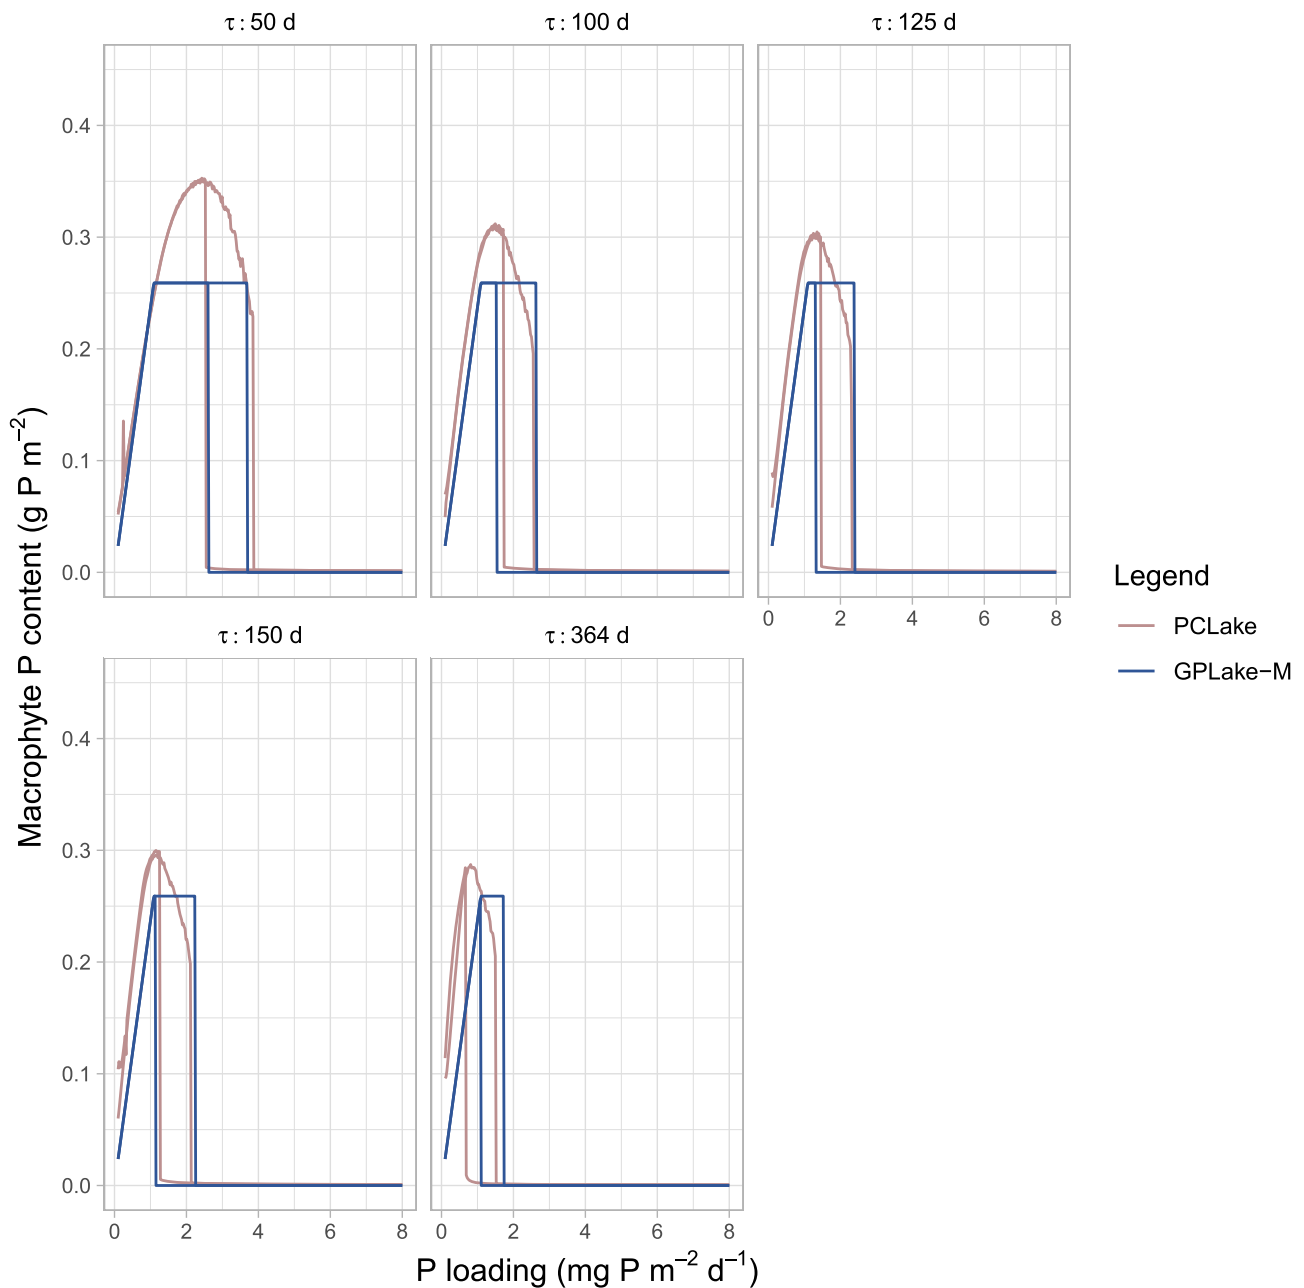 τ : 50 d
τ : 100 d
τ : 125 d
0.4
0.3
0.2
0.1
0.0
0 2 4 6 8
τ : 150 d
τ : 364 d
0.4
0.3
0.2
0.1
0.0
0 2 4 6 8
0 2 4 6 8
Macrophyte P content (g P m⁻²)
P loading (mg P m⁻² d⁻¹)
Legend
PCLake
GPLake−M